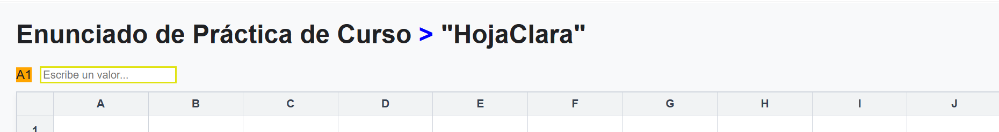 Enunciado de Práctica de Curso > "HojaClara"
A1 Escribe un valor...
A B C D E F G H I J
1